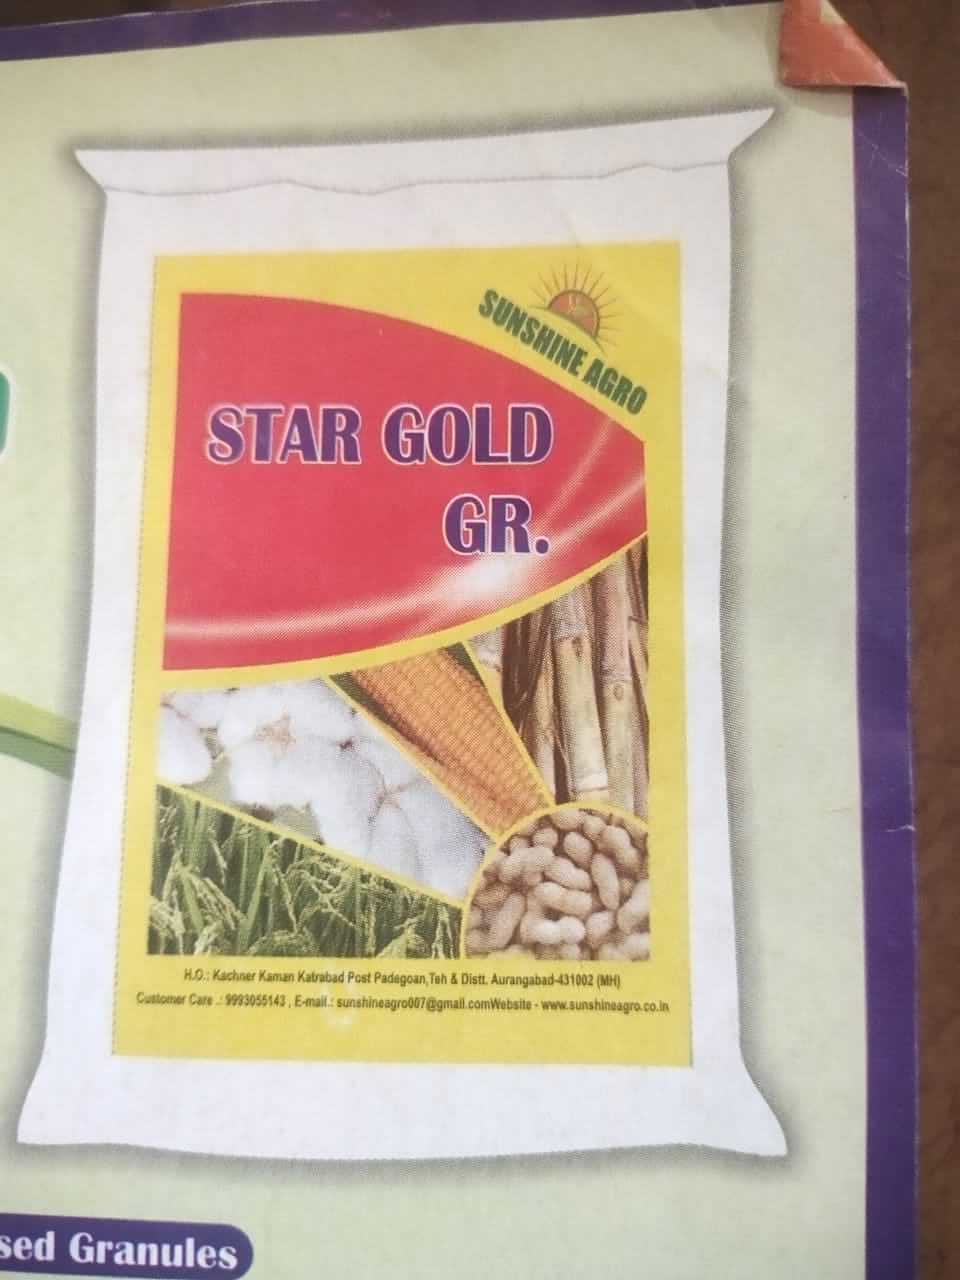 SUNSHINE AGRO
STAR GOLD
GR.
H.O.: Kachner Kaman Katrabad Post Padegoan,Teh & Distt. Aurangabad-431002 (MH)
Customer Care .: 9993055143 , E-mail.: sunshineagro007@gmail.comWebsite - www.sunshineagro.co.in
Granules